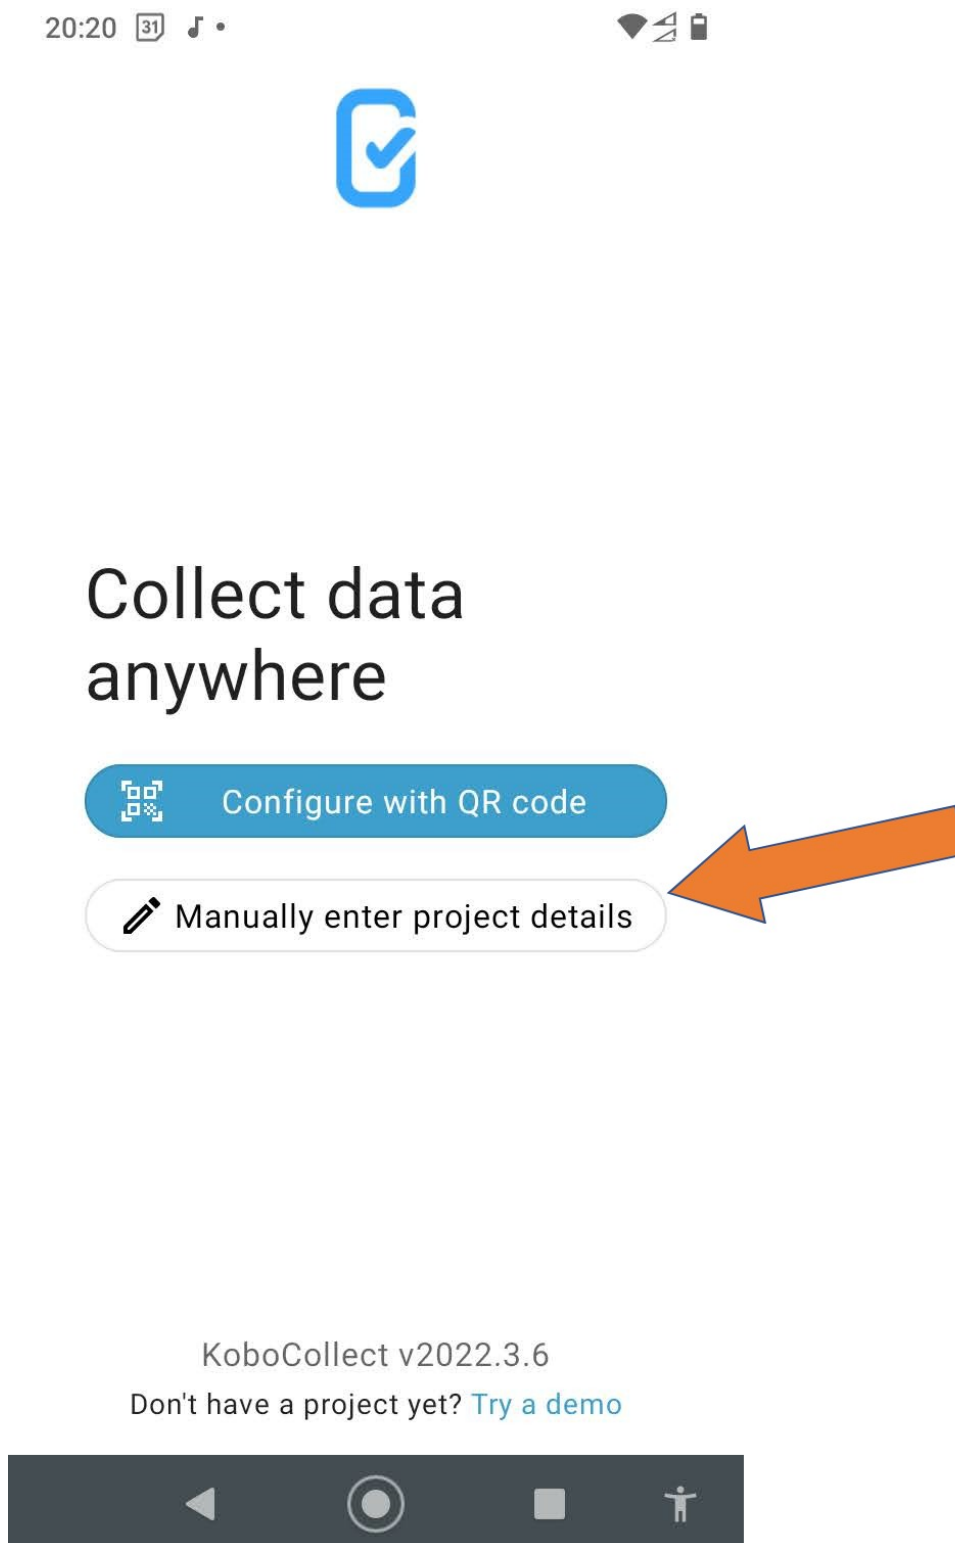 20:20 31
Collect data
anywhere
Configure with QR code
Manually enter project details
KoboCollect v2022.3.6
Don't have a project yet? Try a demo